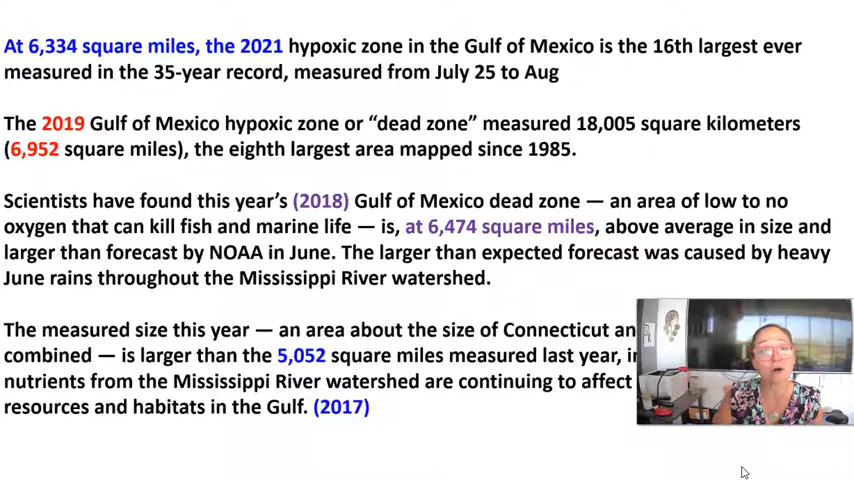 At 6,334 square miles, the 2021 hypoxic zone in the Gulf of Mexico is the 16th largest ever
measured in the 35-year record, measured from July 25 to Aug
The 2019 Gulf of Mexico hypoxic zone or “dead zone” measured 18,005 square kilometers
(6,952 square miles), the eighth largest area mapped since 1985.
Scientists have found this year’s (2018) Gulf of Mexico dead zone — an area of low to no
oxygen that can kill fish and marine life — is, at 6,474 square miles, above average in size and
larger than forecast by NOAA in June. The larger than expected forecast was caused by heavy
June rains throughout the Mississippi River watershed.
The measured size this year — an area about the size of Connecticut
combined — is larger than the 5,052 square miles measured last year,
nutrients from the Mississippi River watershed are continuing to affect
resources and habitats in the Gulf. (2017)